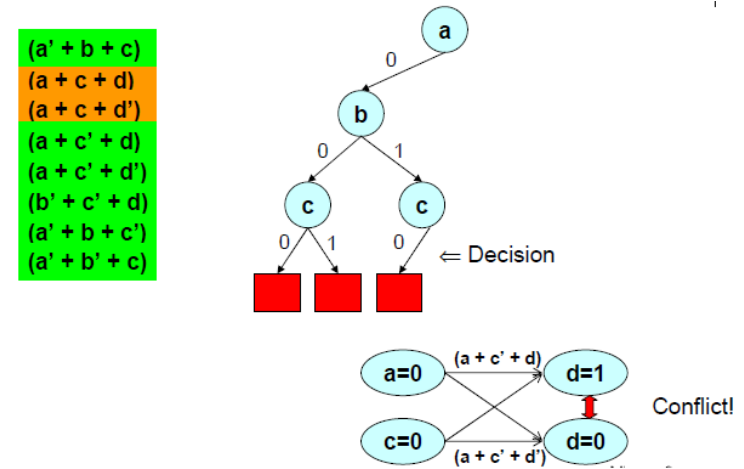 (a’ + b + c)
(a + c + d)
(a + c + d’)
(a + c’ + d)
(a + c’ + d’)
(b’ + c’ + d)
(a’ + b + c’)
(a’ + b’ + c)
a
0
b
0 1
c c
0 1 0
⇐ Decision
(a + c’ + d)
a=0 d=1
Conflict!
c=0 d=0
(a + c’ + d’)